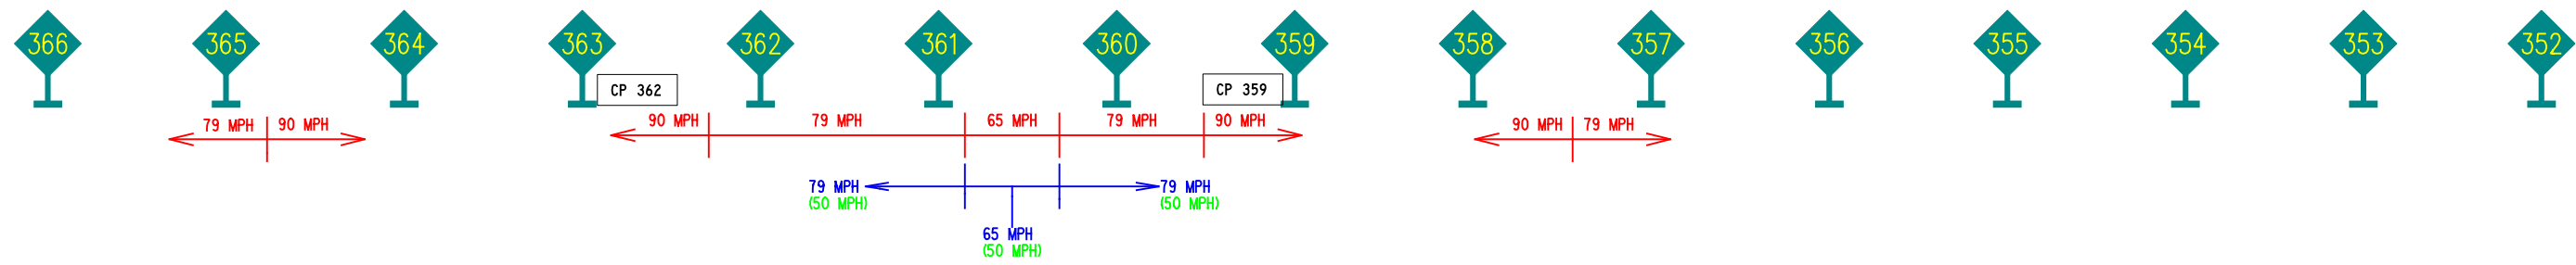 366 365 364 363 362 361 360 359 358 357 356 355 354 353 352
CP 362 CP 359
79 MPH 90 MPH 90 MPH 79 MPH 65 MPH 79 MPH 90 MPH 90 MPH 79 MPH
79 MPH 79 MPH
(50 MPH) (50 MPH)
65 MPH
(50 MPH)